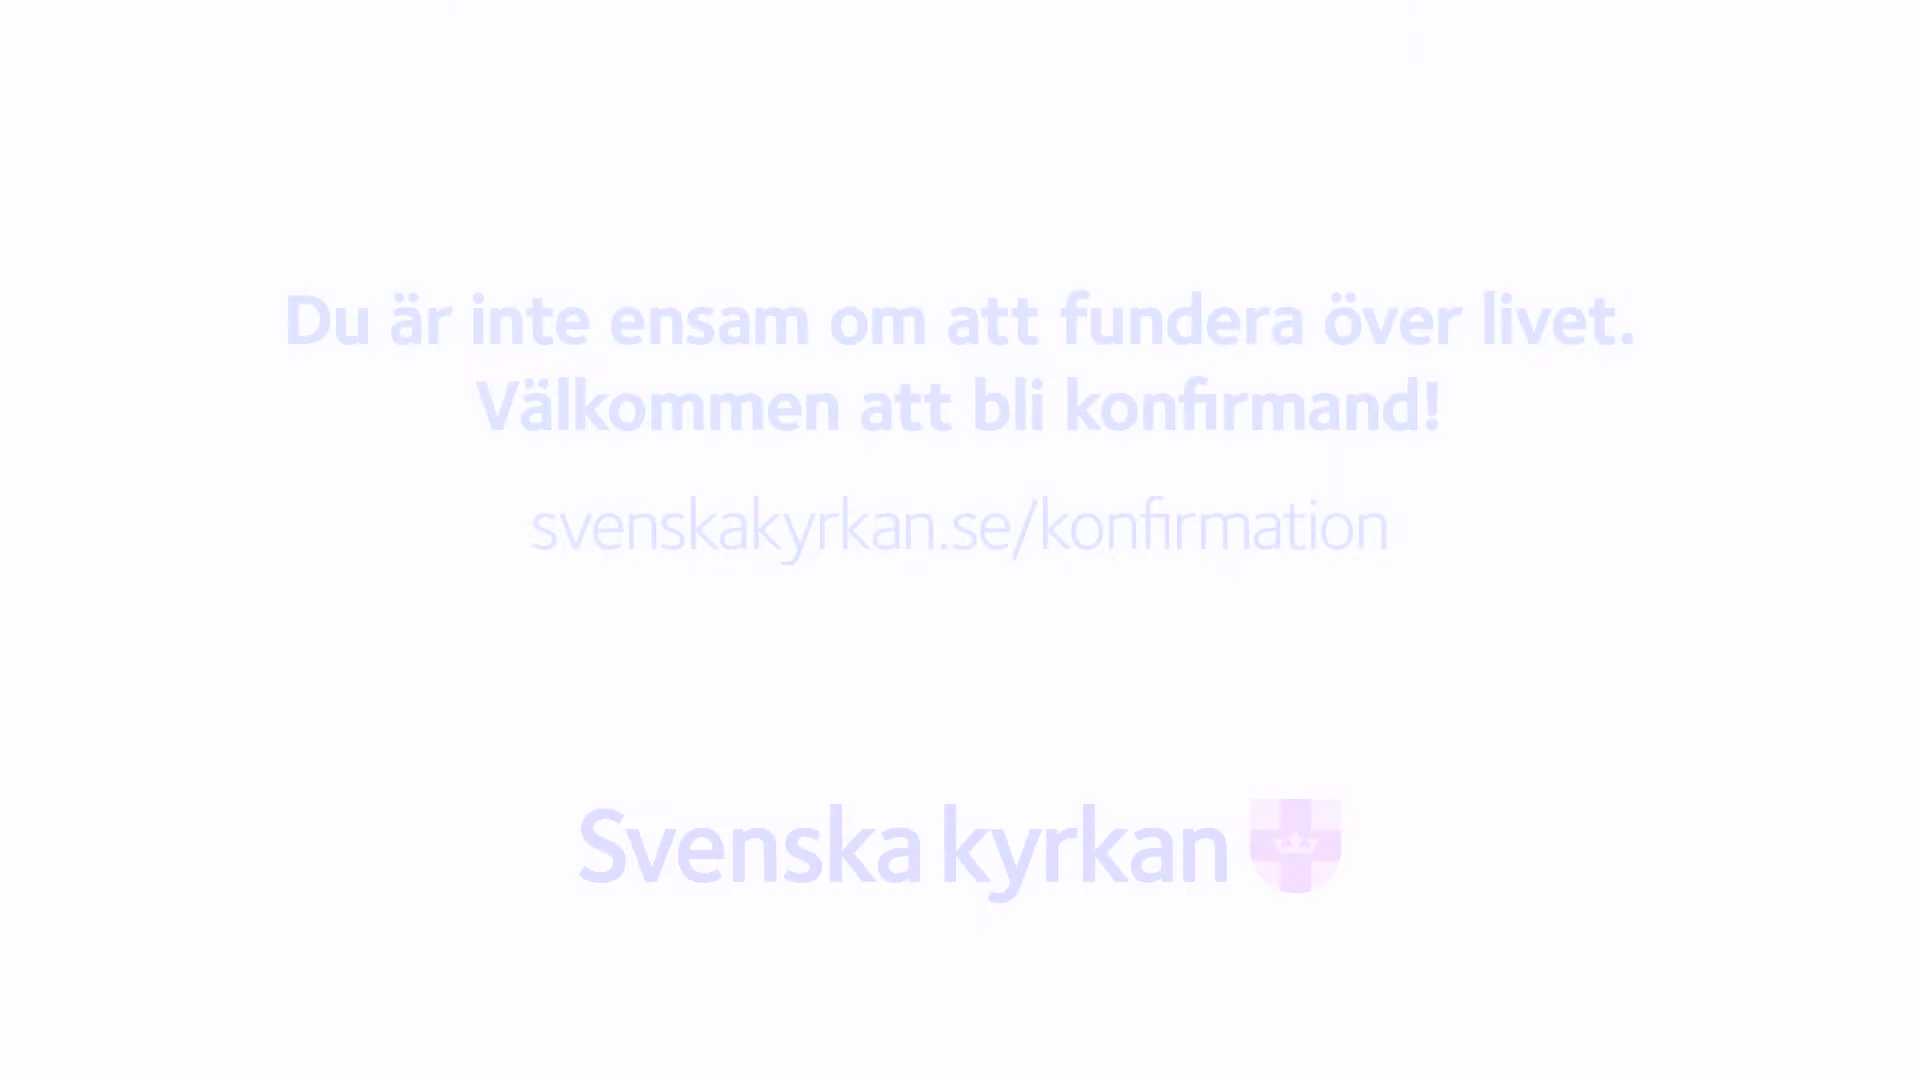 Du är inte ensam om att fundera över livet.
Välkommen att bli konfirmand!
svenskakyrkan.se/konfirmation
Svenska kyrkan